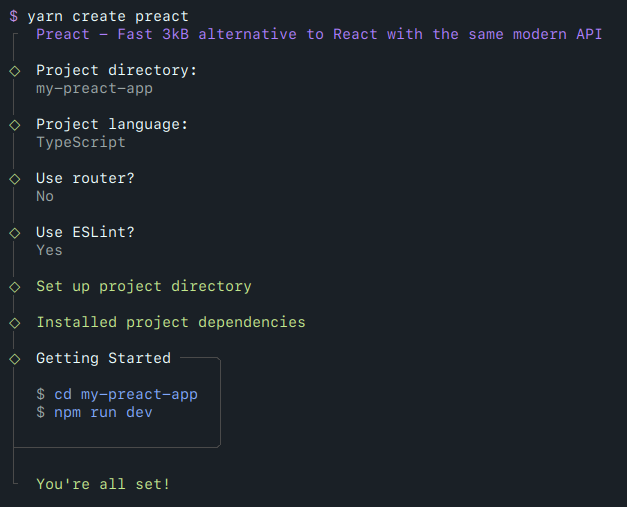 $ yarn create preact
Preact - Fast 3kB alternative to React with the same modern API
Project directory:
my-preact-app
Project language:
TypeScript
Use router?
No
Use ESLint?
Yes
Set up project directory
Installed project dependencies
Getting Started
$ cd my-preact-app
$ npm run dev
You're all set!